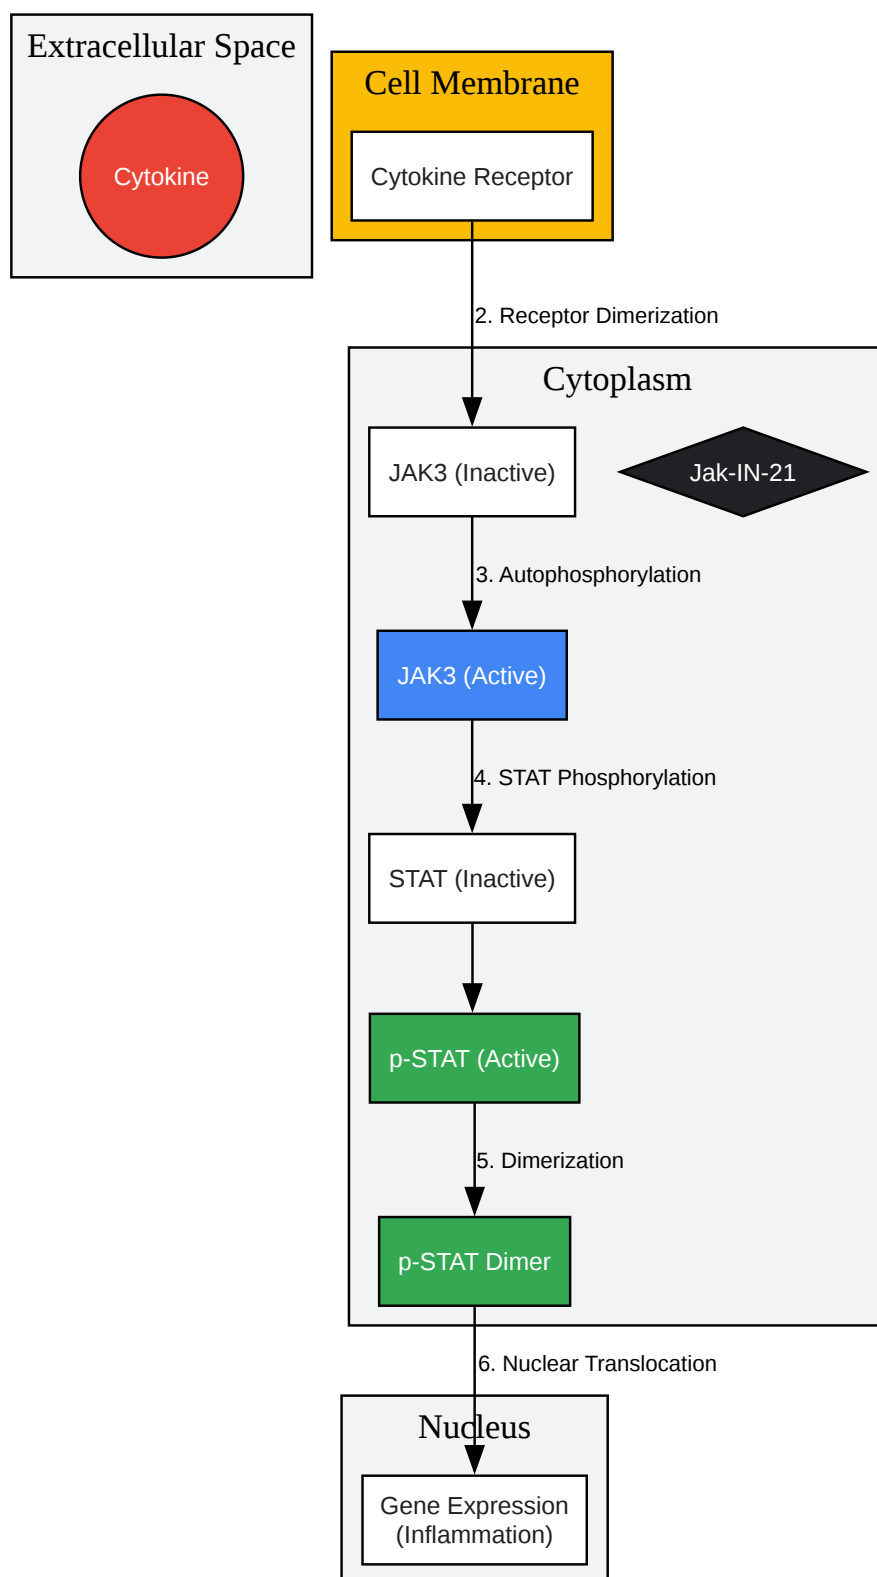 Extracellular Space
Cytokine
Cell Membrane
Cytokine Receptor
2. Receptor Dimerization
Cytoplasm
JAK3 (Inactive)
Jak-IN-21
3. Autophosphorylation
JAK3 (Active)
4. STAT Phosphorylation
STAT (Inactive)
p-STAT (Active)
5. Dimerization
p-STAT Dimer
6. Nuclear Translocation
Nucleus
Gene Expression
(Inflammation)